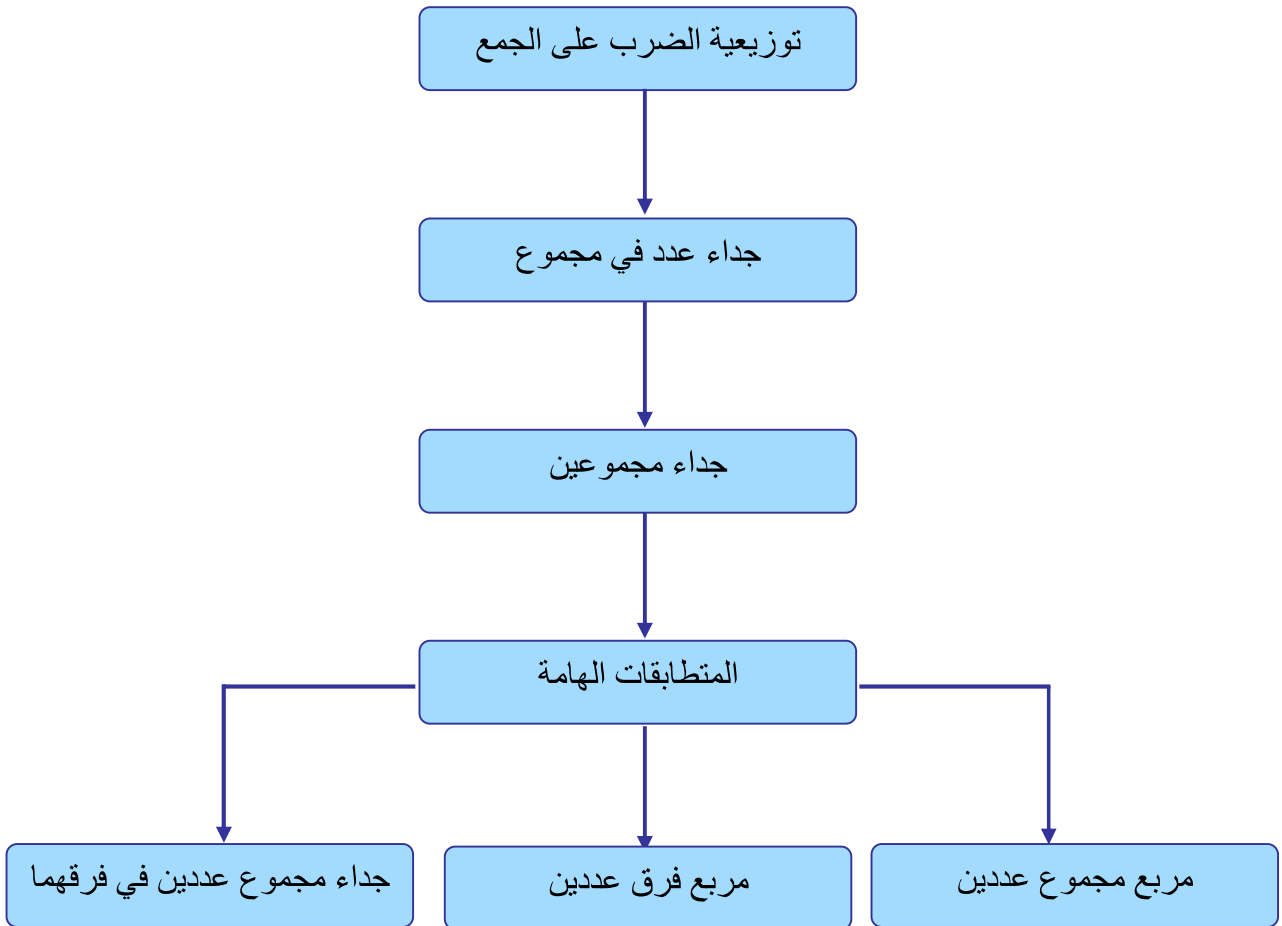 توزيعية الضرب على الجمع
جداء عدد في مجموع
جداء مجموعين
المتطابقات الهامة
مربع مجموع عددين
مربع فرق عددين
جداء مجموع عددين في فرقهما